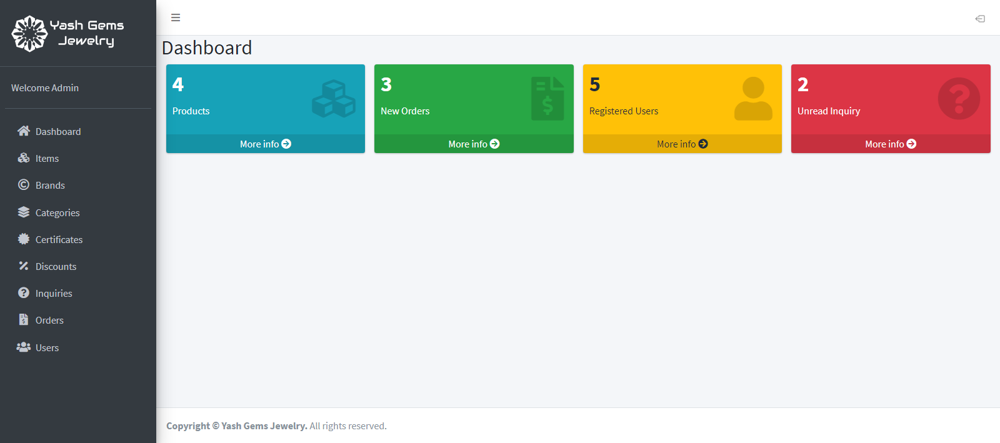 Yash Gems
Jewelry
Welcome Admin
Dashboard
Items
Brands
Categories
Certificates
Discounts
Inquiries
Orders
Users
Dashboard
4
Products
More info
3
New Orders
More info
5
Registered Users
More info
2
Unread Inquiry
More info
Copyright © Yash Gems Jewelry. All rights reserved.